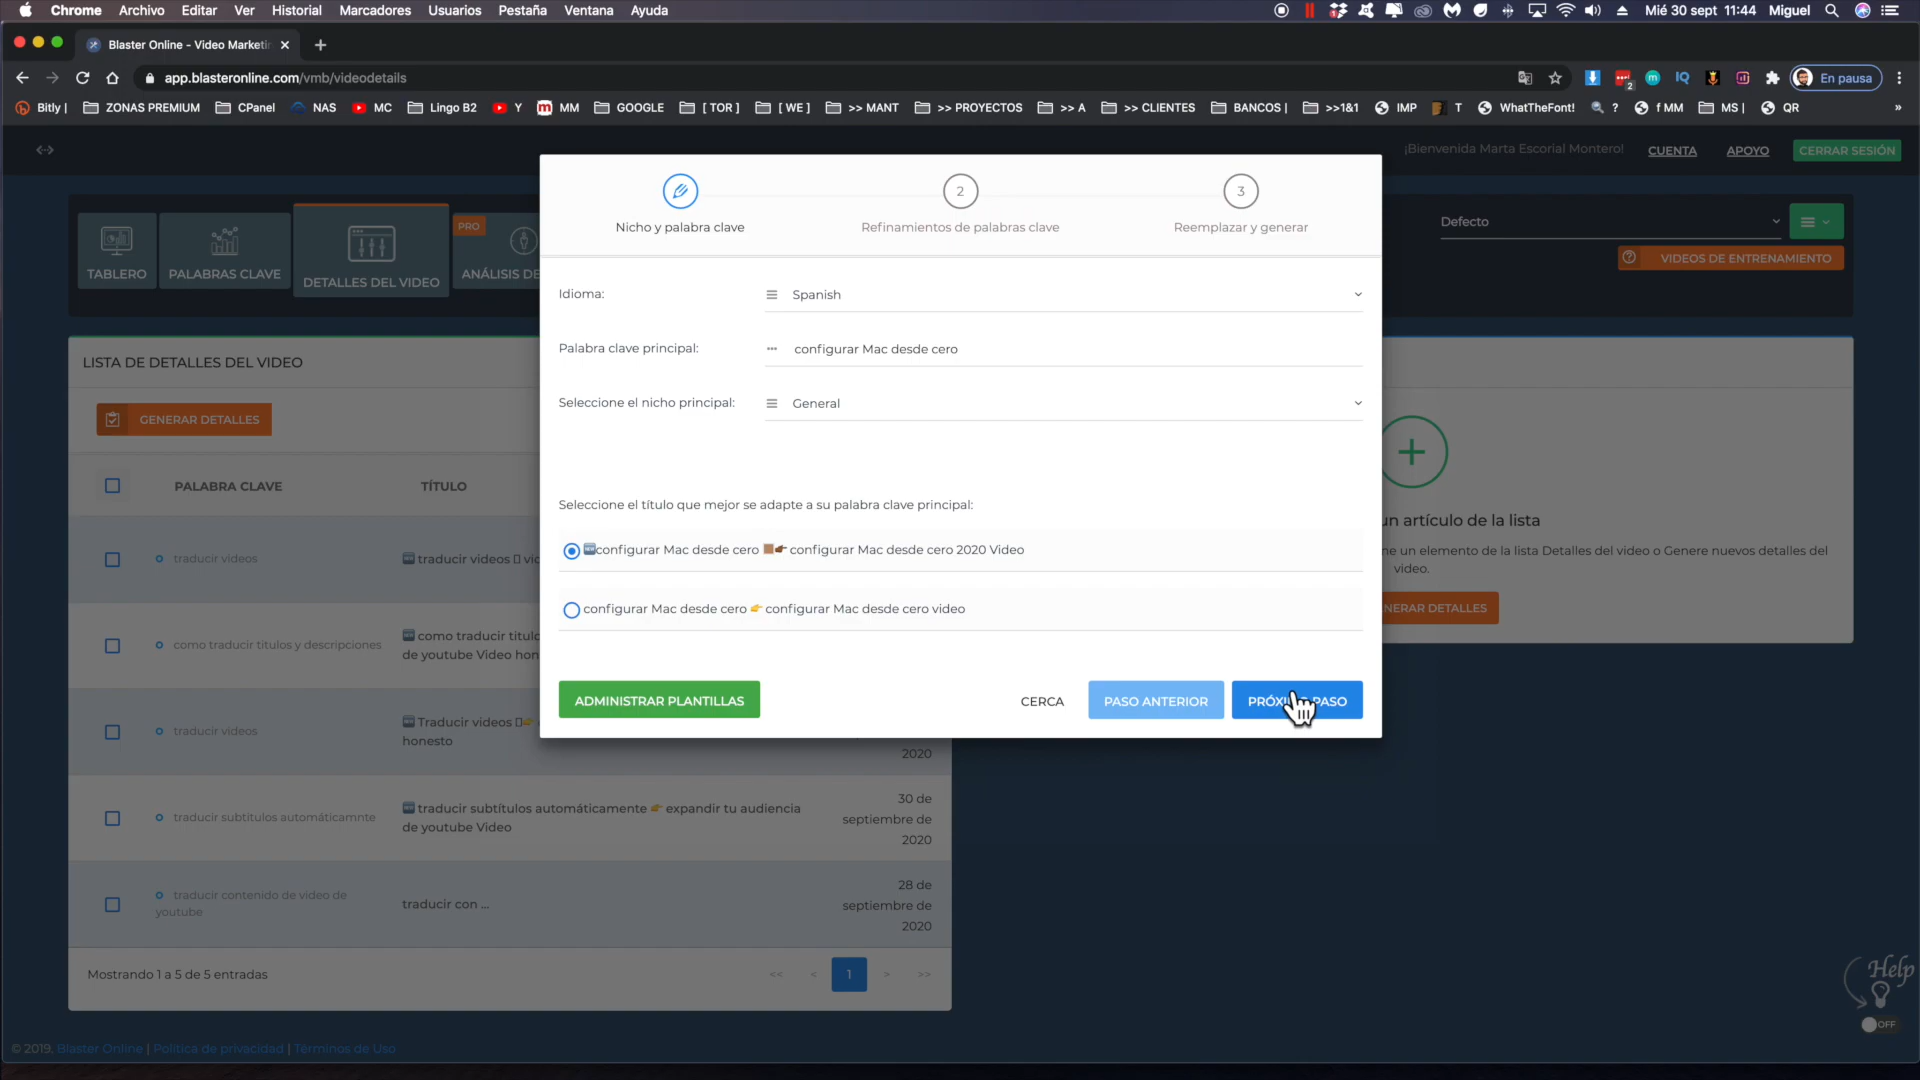 Chrome Archivo Editar Ver Historial Marcadores Usuarios Pestaña Ventana Ayuda Mié 30 sept 11:44 Miguel
Blaster Online - Video Marketin
app.blasteronline.com/vmb/videodetails
En pausa
Bitly | ZONAS PREMIUM CPanel NAS MC Lingo B2 Y MM GOOGLE [ TOR ] [ WE ] >> MANT >> PROYECTOS >> A >> CLIENTES BANCOS | >>1&1 IMP T WhatTheFont! ? f MM MS | QR »
¡Bienvenida Marta Escorial Montero! CUENTA APOYO CERRAR SESIÓN
TABLERO
PALABRAS CLAVE
DETALLES DEL VIDEO
PRO
ANÁLISIS DE
Defecto
VIDEOS DE ENTRENAMIENTO
2
3
Nicho y palabra clave
Refinamientos de palabras clave
Reemplazar y generar
Idioma:
Spanish
Palabra clave principal:
configurar Mac desde cero
Seleccione el nicho principal:
General
Seleccione el título que mejor se adapte a su palabra clave principal:
configurar Mac desde cero configurar Mac desde cero 2020 Video
configurar Mac desde cero 👉 configurar Mac desde cero video
ADMINISTRAR PLANTILLAS
CERCA
PASO ANTERIOR
PASO
LISTA DE DETALLES DEL VIDEO
GENERAR DETALLES
PALABRA CLAVE
TÍTULO
traducir videos
traducir videos
como traducir titulos y descripciones
como traducir titulo
de youtube Video hon
traducir videos
Traducir videos
honesto
2020
traducir subtitulos automáticamnte
traducir subtítulos automáticamente 👉 expandir tu audiencia
de youtube Video
30 de
septiembre de
2020
traducir contenido de video de
youtube
traducir con ...
28 de
septiembre de
2020
Mostrando 1 a 5 de 5 entradas
<< < 1 > >>
un artículo de la lista
ne un elemento de la lista Detalles del video o Genere nuevos detalles del
video.
NERAR DETALLES
Help
OFF
© 2019. Blaster Online | Política de privacidad | Términos de Uso